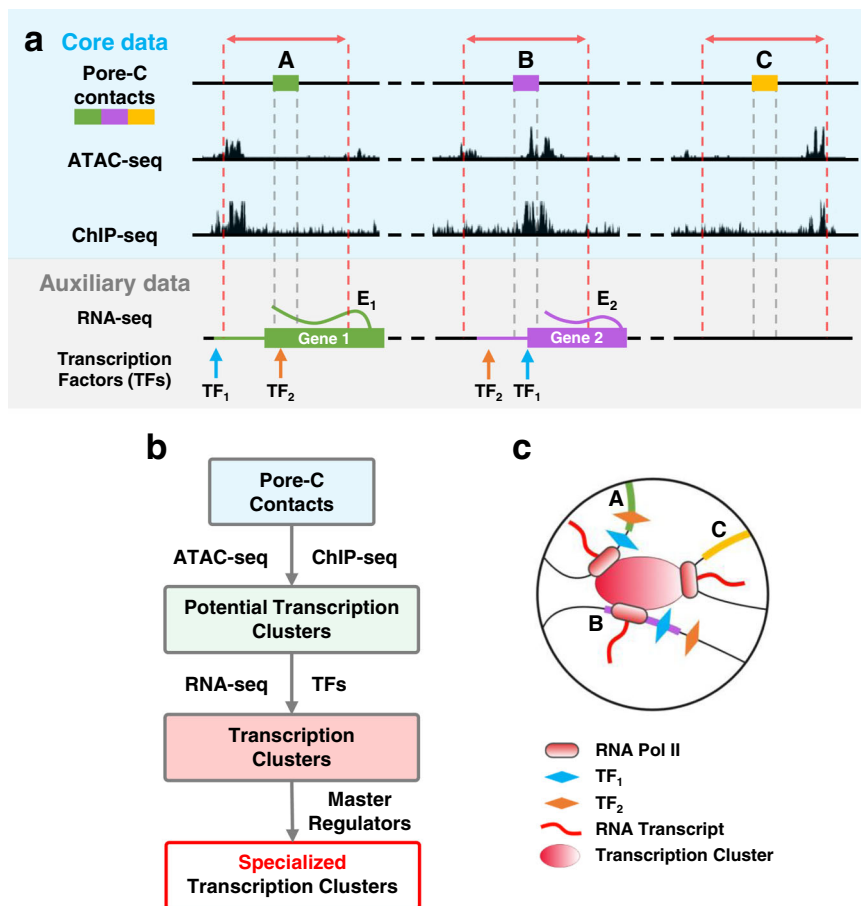 a
Core data
A B C
Pore-C
contacts
ATAC-seq
ChIP-seq
Auxiliary data
E₁ E₂
RNA-seq
Gene 1 Gene 2
Transcription
Factors (TFs)
TF₁ TF₂ TF₂ TF₁
b
Pore-C
Contacts
ATAC-seq ChIP-seq
Potential Transcription
Clusters
RNA-seq TFs
Transcription
Clusters
Master
Regulators
Specialized
Transcription Clusters
c
A
C
B
RNA Pol II
TF₁
TF₂
RNA Transcript
Transcription Cluster